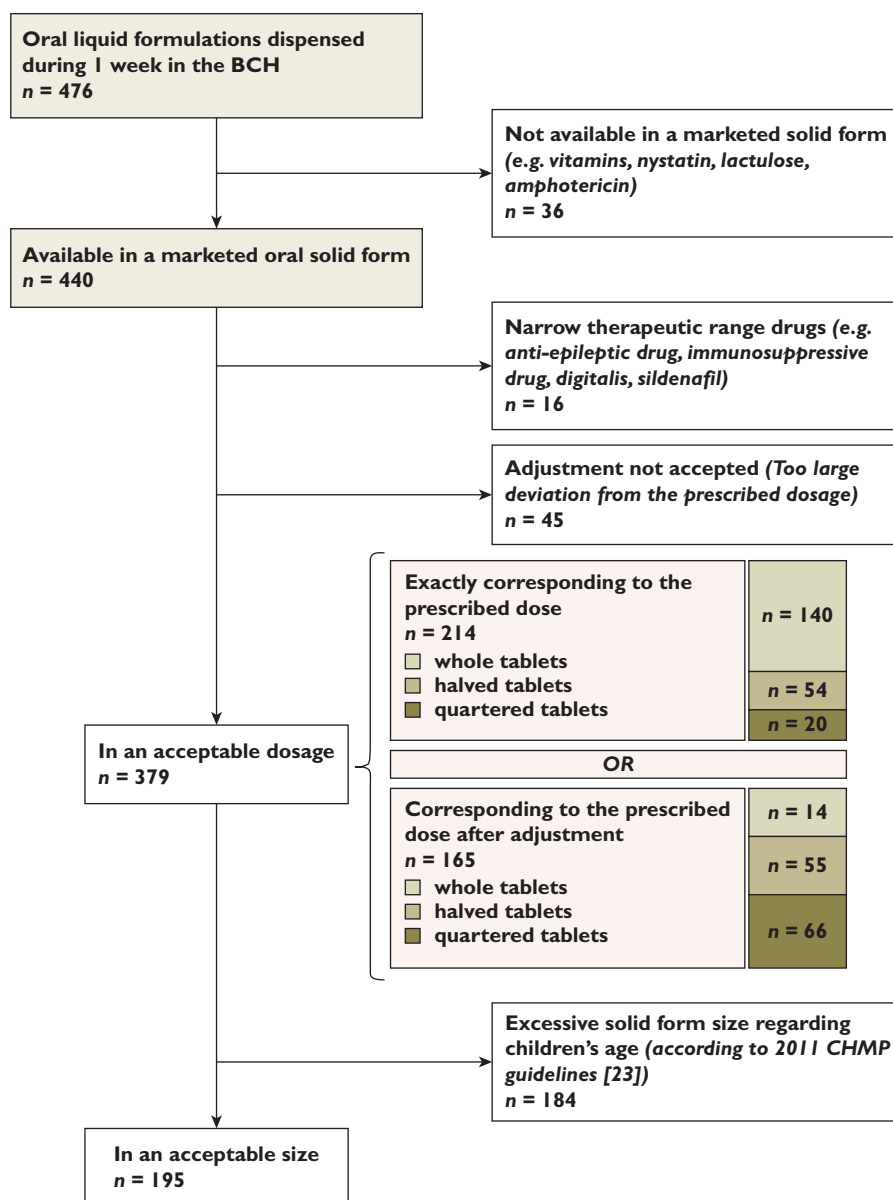 Oral liquid formulations dispensed
during 1 week in the BCH
n = 476
Not available in a marketed solid form
(e.g. vitamins, nystatin, lactulose,
amphotericin)
n = 36
Available in a marketed oral solid form
n = 440
Narrow therapeutic range drugs (e.g.
anti-epileptic drug, immunosuppressive
drug, digitalis, sildenafil)
n = 16
Adjustment not accepted (Too large
deviation from the prescribed dosage)
n = 45
Exactly corresponding to the
prescribed dose
n = 214
whole tablets
halved tablets
quartered tablets
n = 140
n = 54
n = 20
In an acceptable dosage
n = 379
OR
Corresponding to the prescribed
dose after adjustment
n = 165
whole tablets
halved tablets
quartered tablets
n = 14
n = 55
n = 66
Excessive solid form size regarding
children's age (according to 2011 CHMP
guidelines [23])
n = 184
In an acceptable size
n = 195